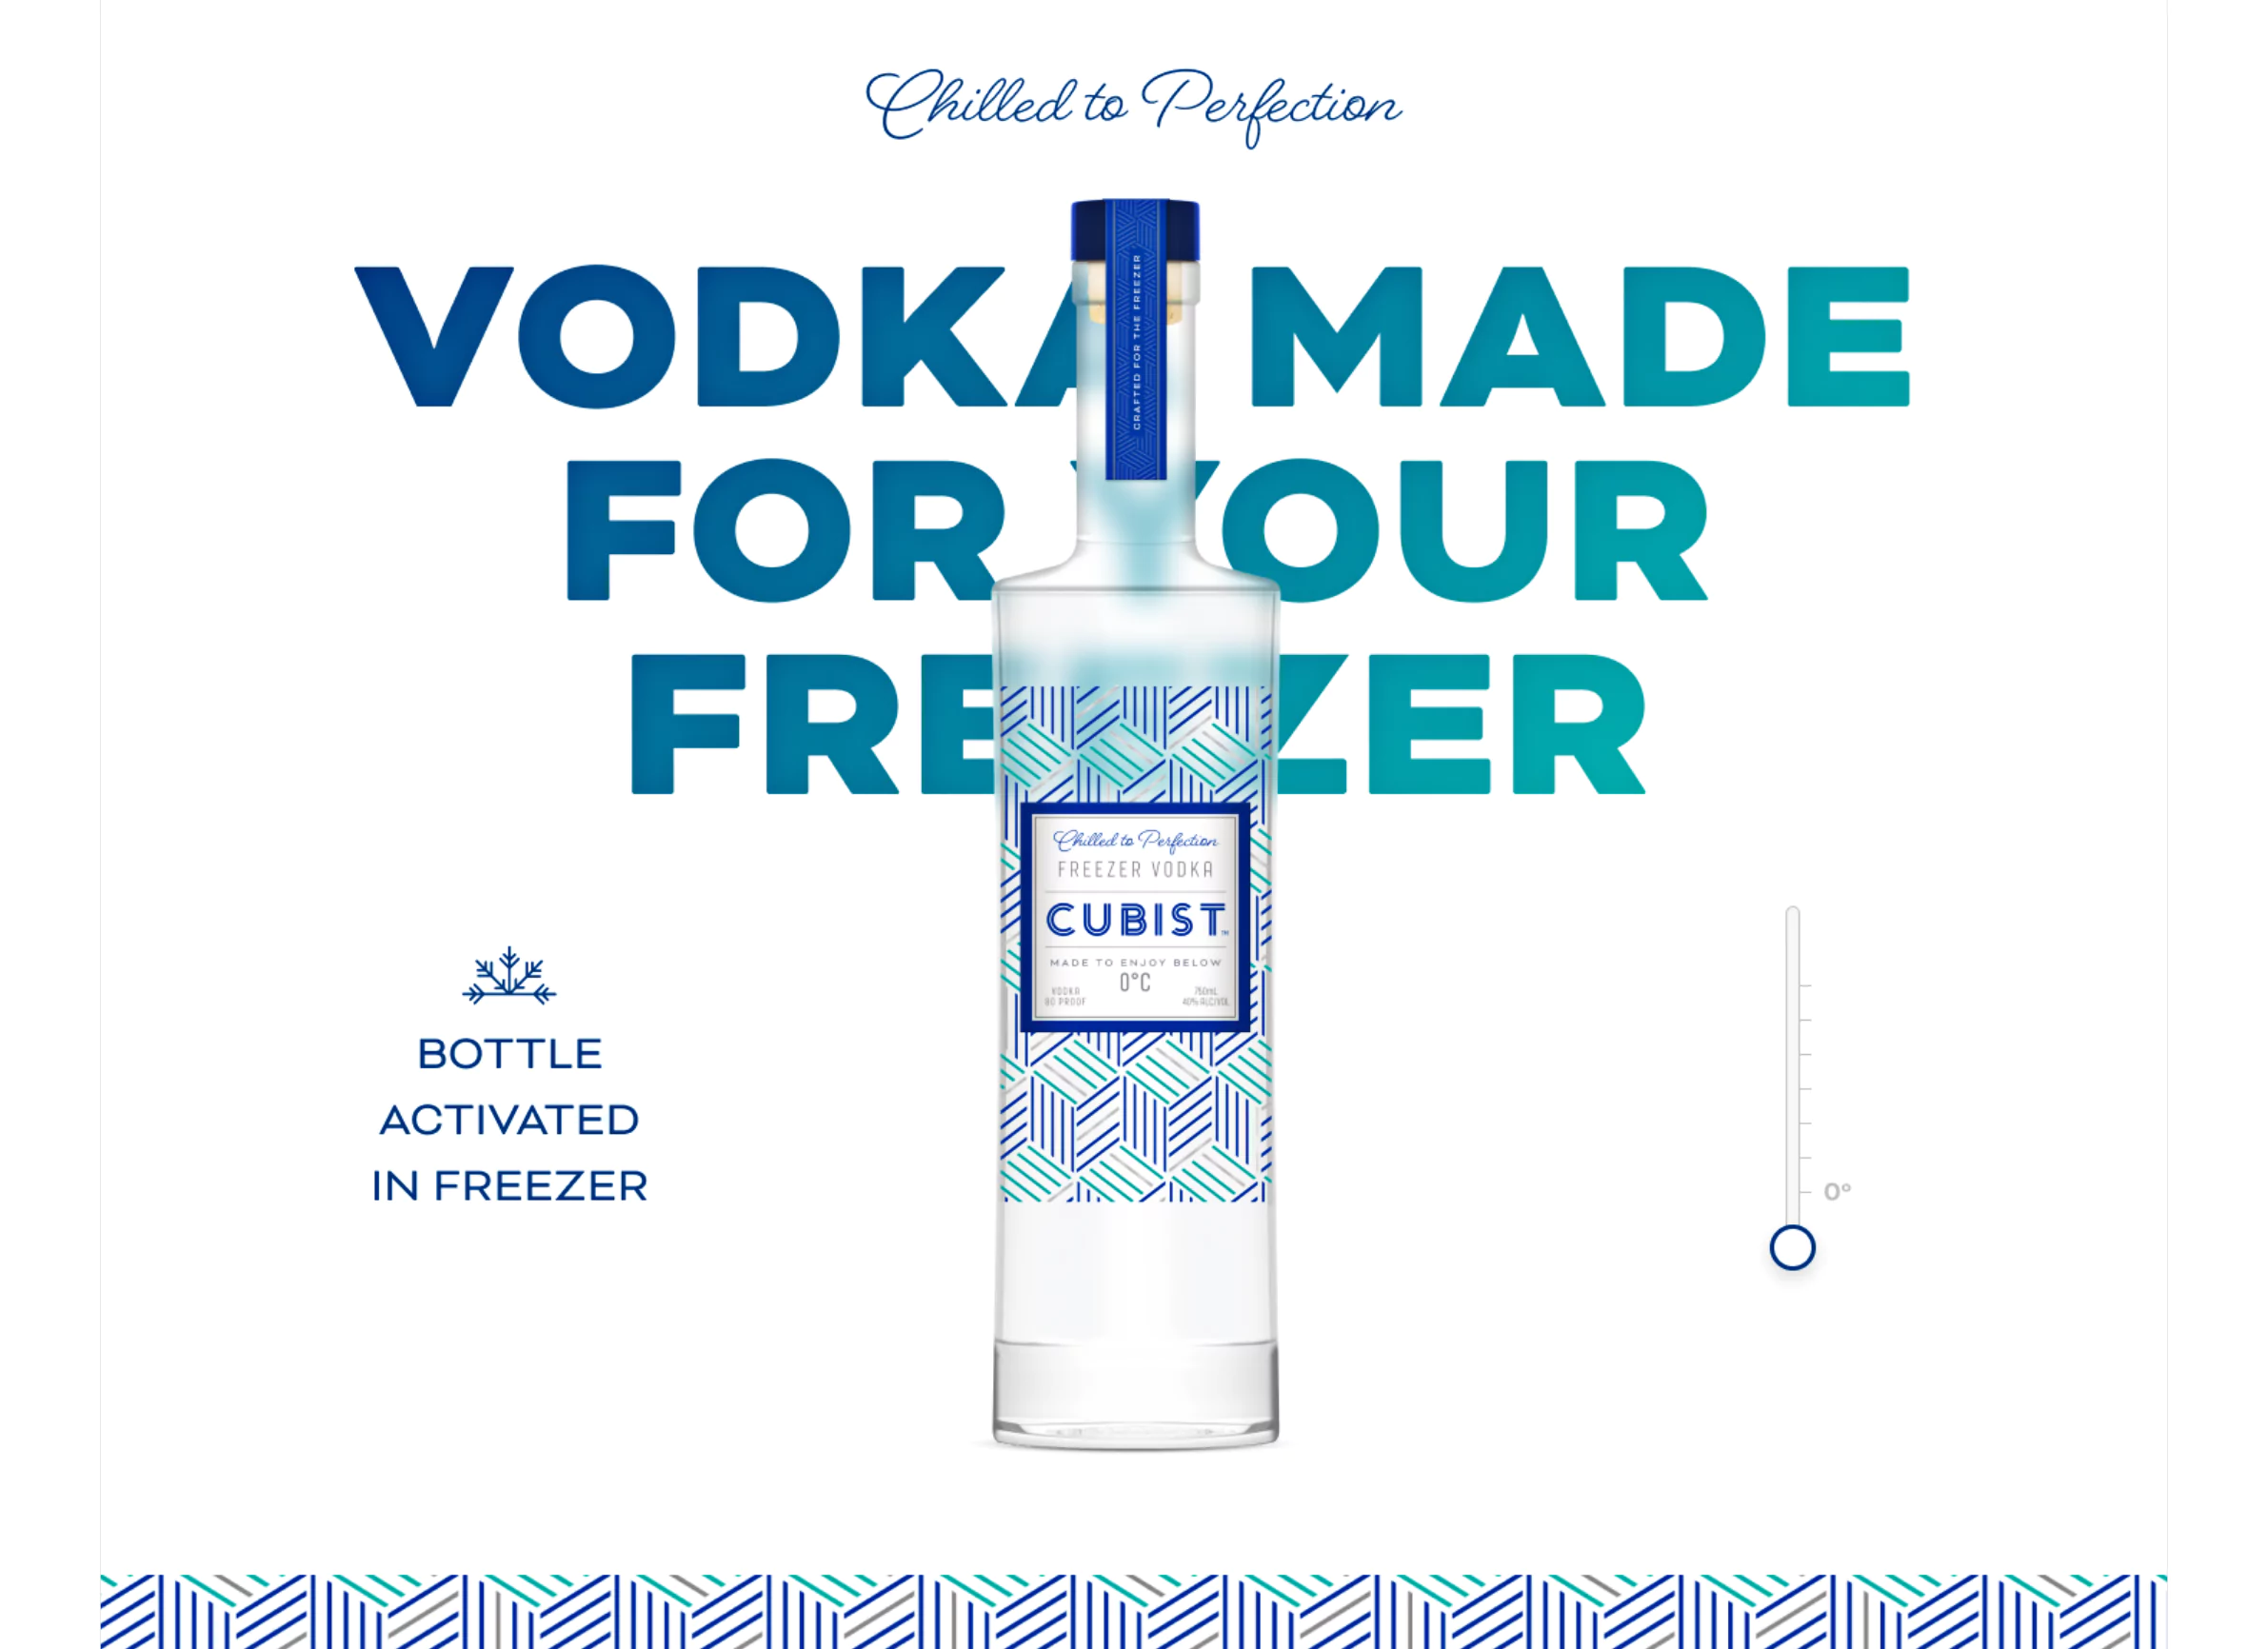 Chilled to Perfection
VODKA MADE
FOR YOUR
FREEZER
CRAFTED FOR THE FREEZER
Chilled to Perfection
FREEZER VODKA
CUBIST™
MADE TO ENJOY BELOW
0°C
VODKA
80 PROOF
750mL
40% ALC/VOL
BOTTLE
ACTIVATED
IN FREEZER
0°